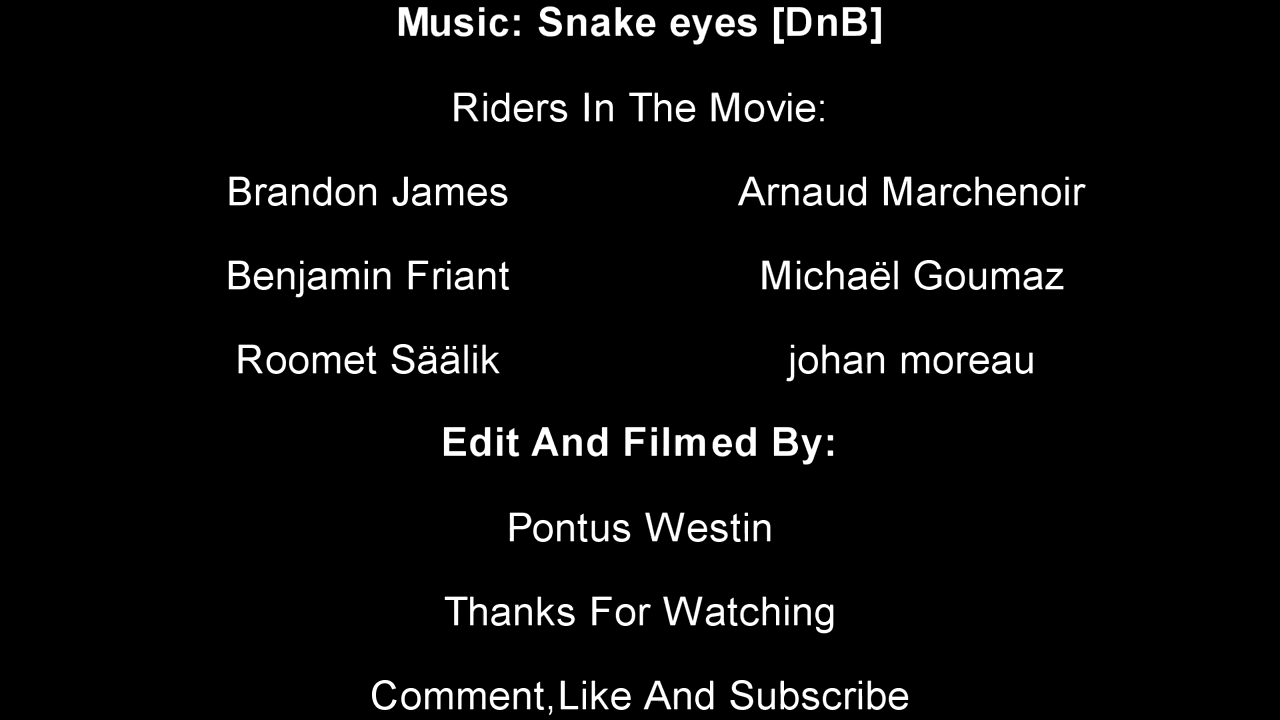 Music: Snake eyes [DnB]
Riders In The Movie:
Brandon James Arnaud Marchenoir
Benjamin Friant Michaël Goumaz
Roomet Säälik johan moreau
Edit And Filmed By:
Pontus Westin
Thanks For Watching
Comment,Like And Subscribe